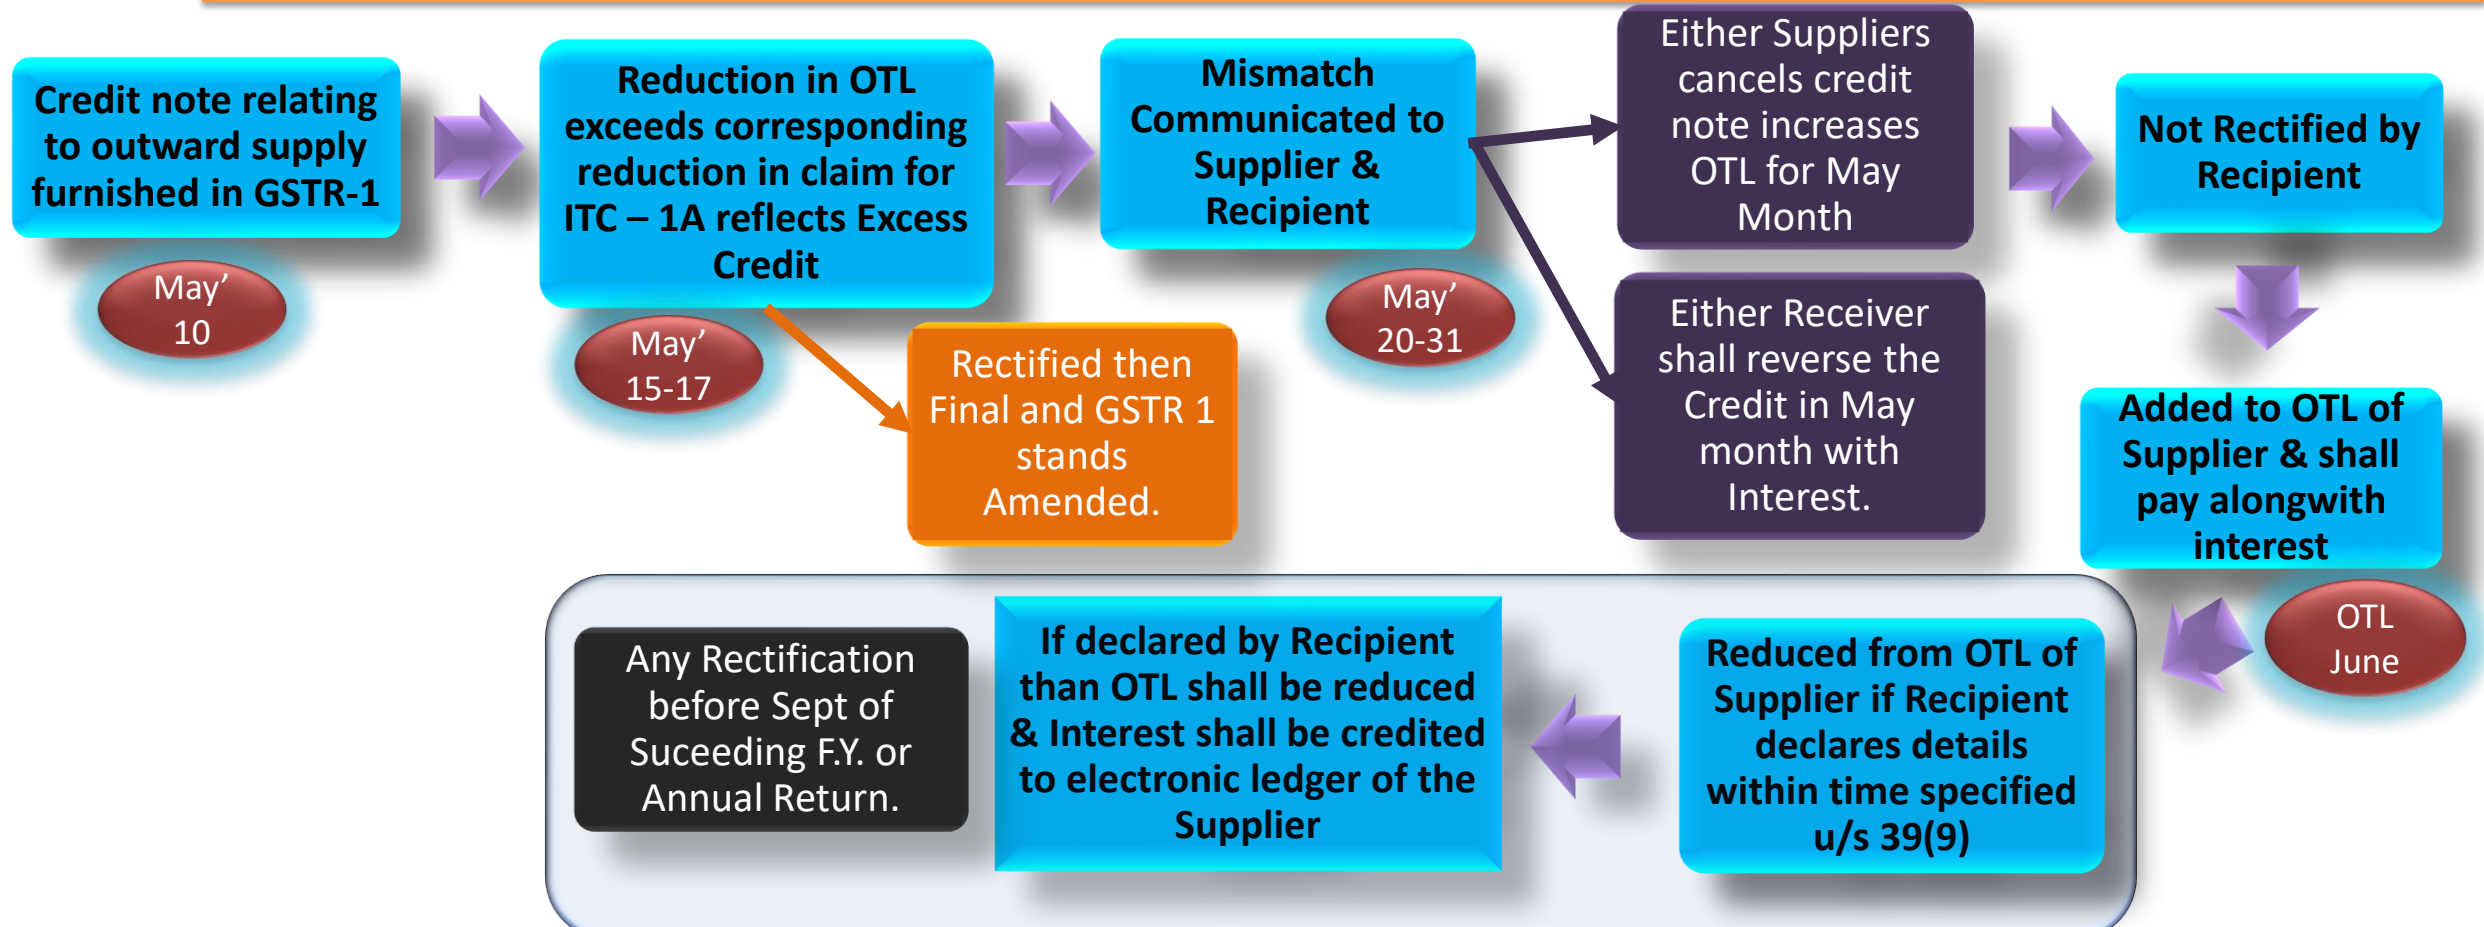 Credit note relating
to outward supply
furnished in GSTR-1
May’
10
Reduction in OTL
exceeds corresponding
reduction in claim for
ITC – 1A reflects Excess
Credit
May’
15-17
Rectified then
Final and GSTR 1
stands
Amended.
Mismatch
Communicated to
Supplier &
Recipient
May’
20-31
Either Suppliers
cancels credit
note increases
OTL for May
Month
Either Receiver
shall reverse the
Credit in May
month with
Interest.
Not Rectified by
Recipient
Added to OTL of
Supplier & shall
pay alongwith
interest
OTL
June
Reduced from OTL of
Supplier if Recipient
declares details
within time specified
u/s 39(9)
If declared by Recipient
than OTL shall be reduced
& Interest shall be credited
to electronic ledger of the
Supplier
Any Rectification
before Sept of
Suceeding F.Y. or
Annual Return.